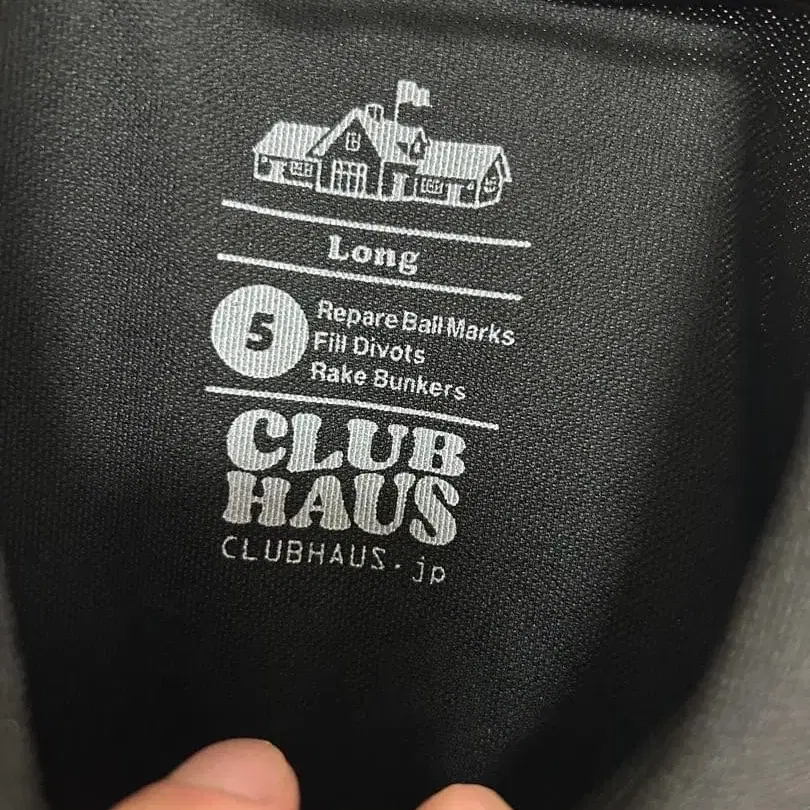 Long
5
Repare Ball Marks
Fill Divots
Rake Bunkers
CLUB
HAUS
CLUBHAUS.jp